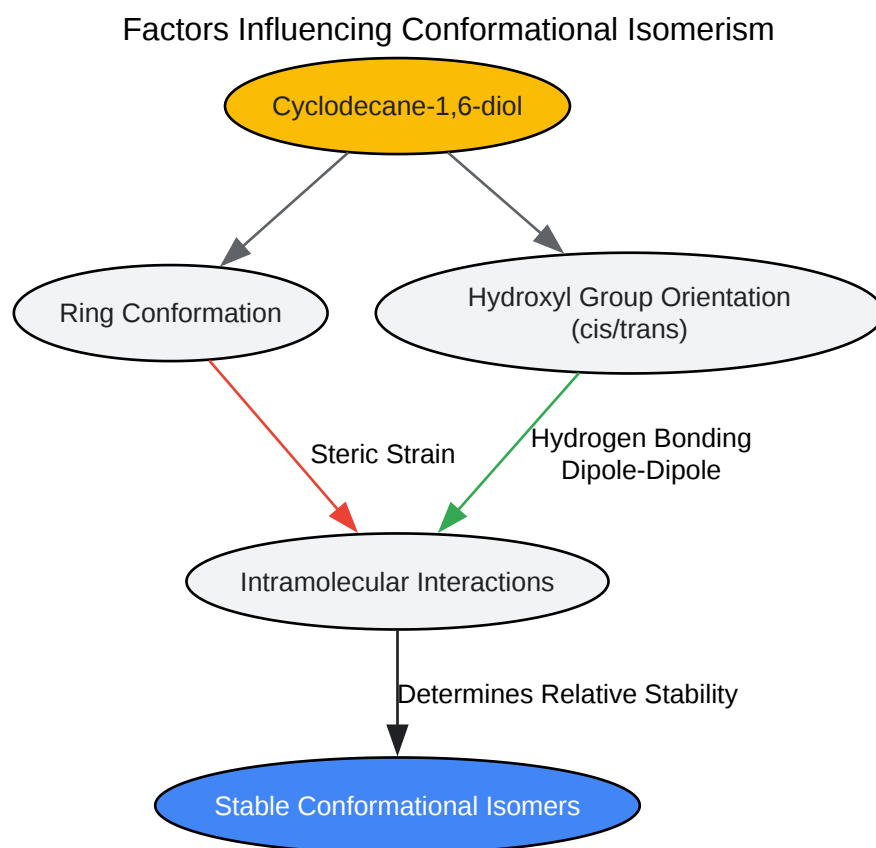 Factors Influencing Conformational Isomerism
Cyclodecane-1,6-diol
Ring Conformation
Hydroxyl Group Orientation
(cis/trans)
Steric Strain
Hydrogen Bonding
Dipole-Dipole
Intramolecular Interactions
Determines Relative Stability
Stable Conformational Isomers